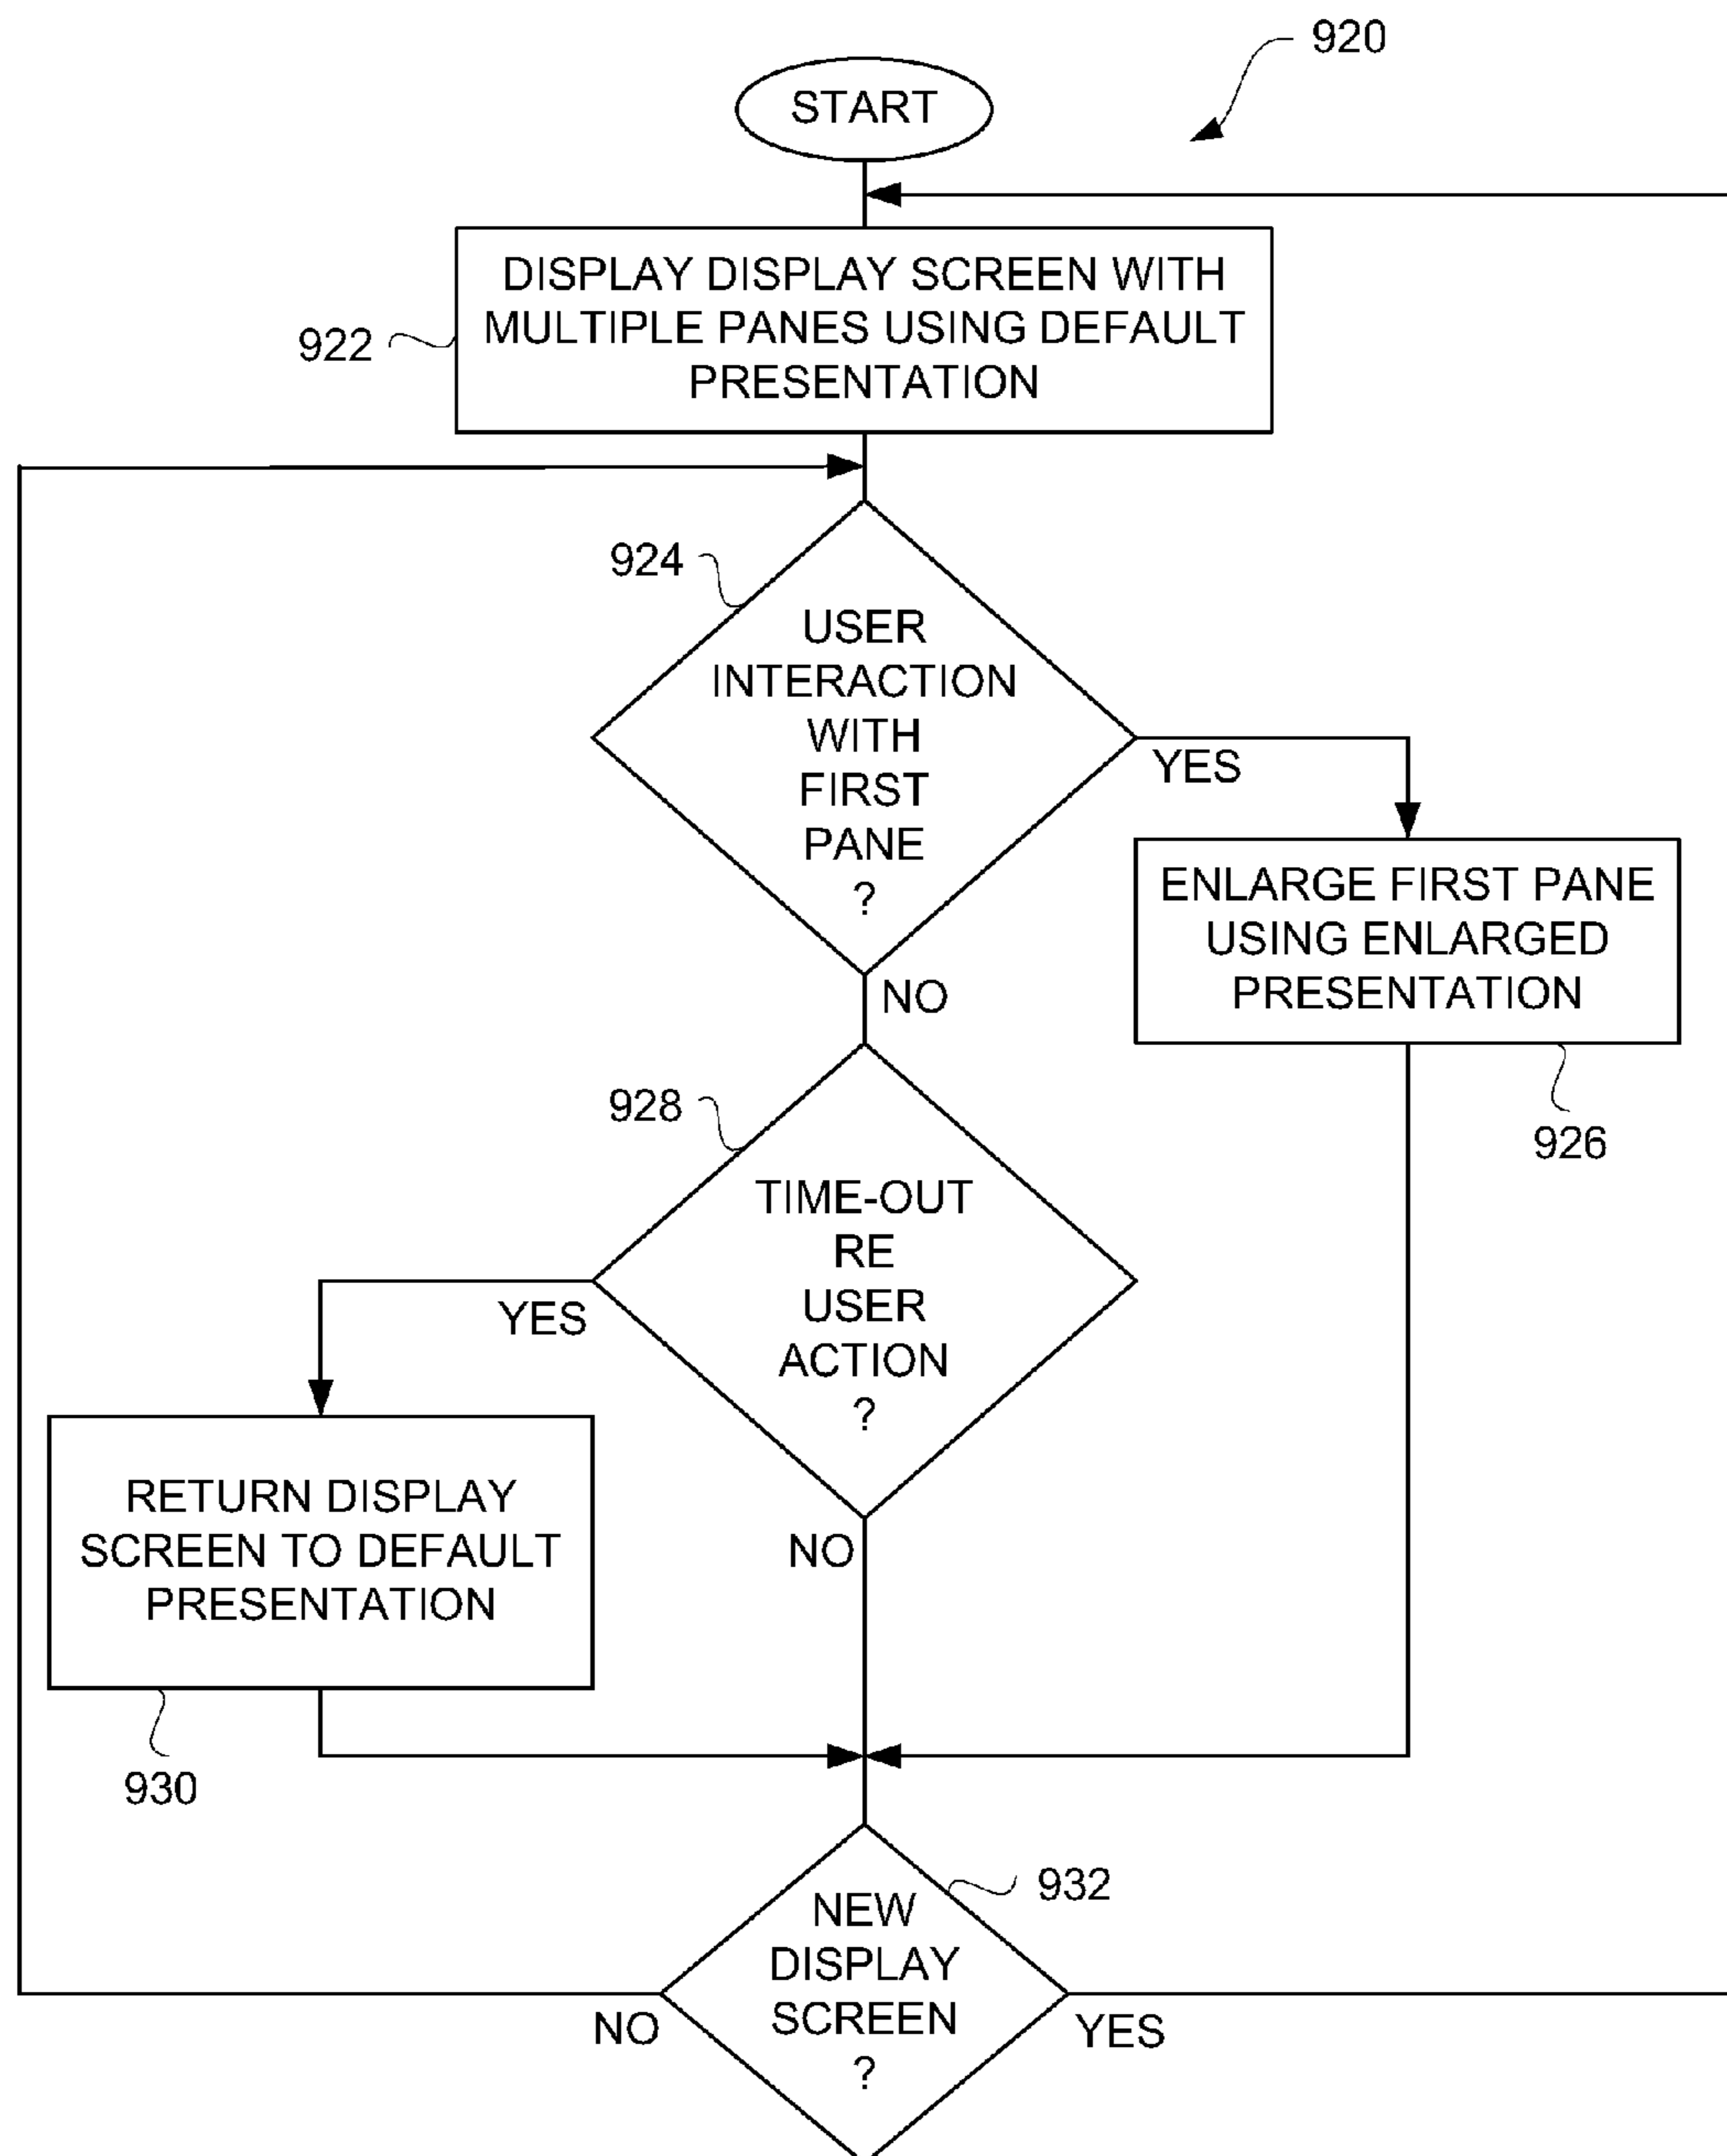 920
START
DISPLAY DISPLAY SCREEN WITH
MULTIPLE PANES USING DEFAULT
PRESENTATION
922
924
USER
INTERACTION
WITH
FIRST
PANE
?
YES
NO
ENLARGE FIRST PANE
USING ENLARGED
PRESENTATION
926
928
TIME-OUT
RE
USER
ACTION
?
YES
NO
RETURN DISPLAY
SCREEN TO DEFAULT
PRESENTATION
930
932
NEW
DISPLAY
SCREEN
?
NO
YES